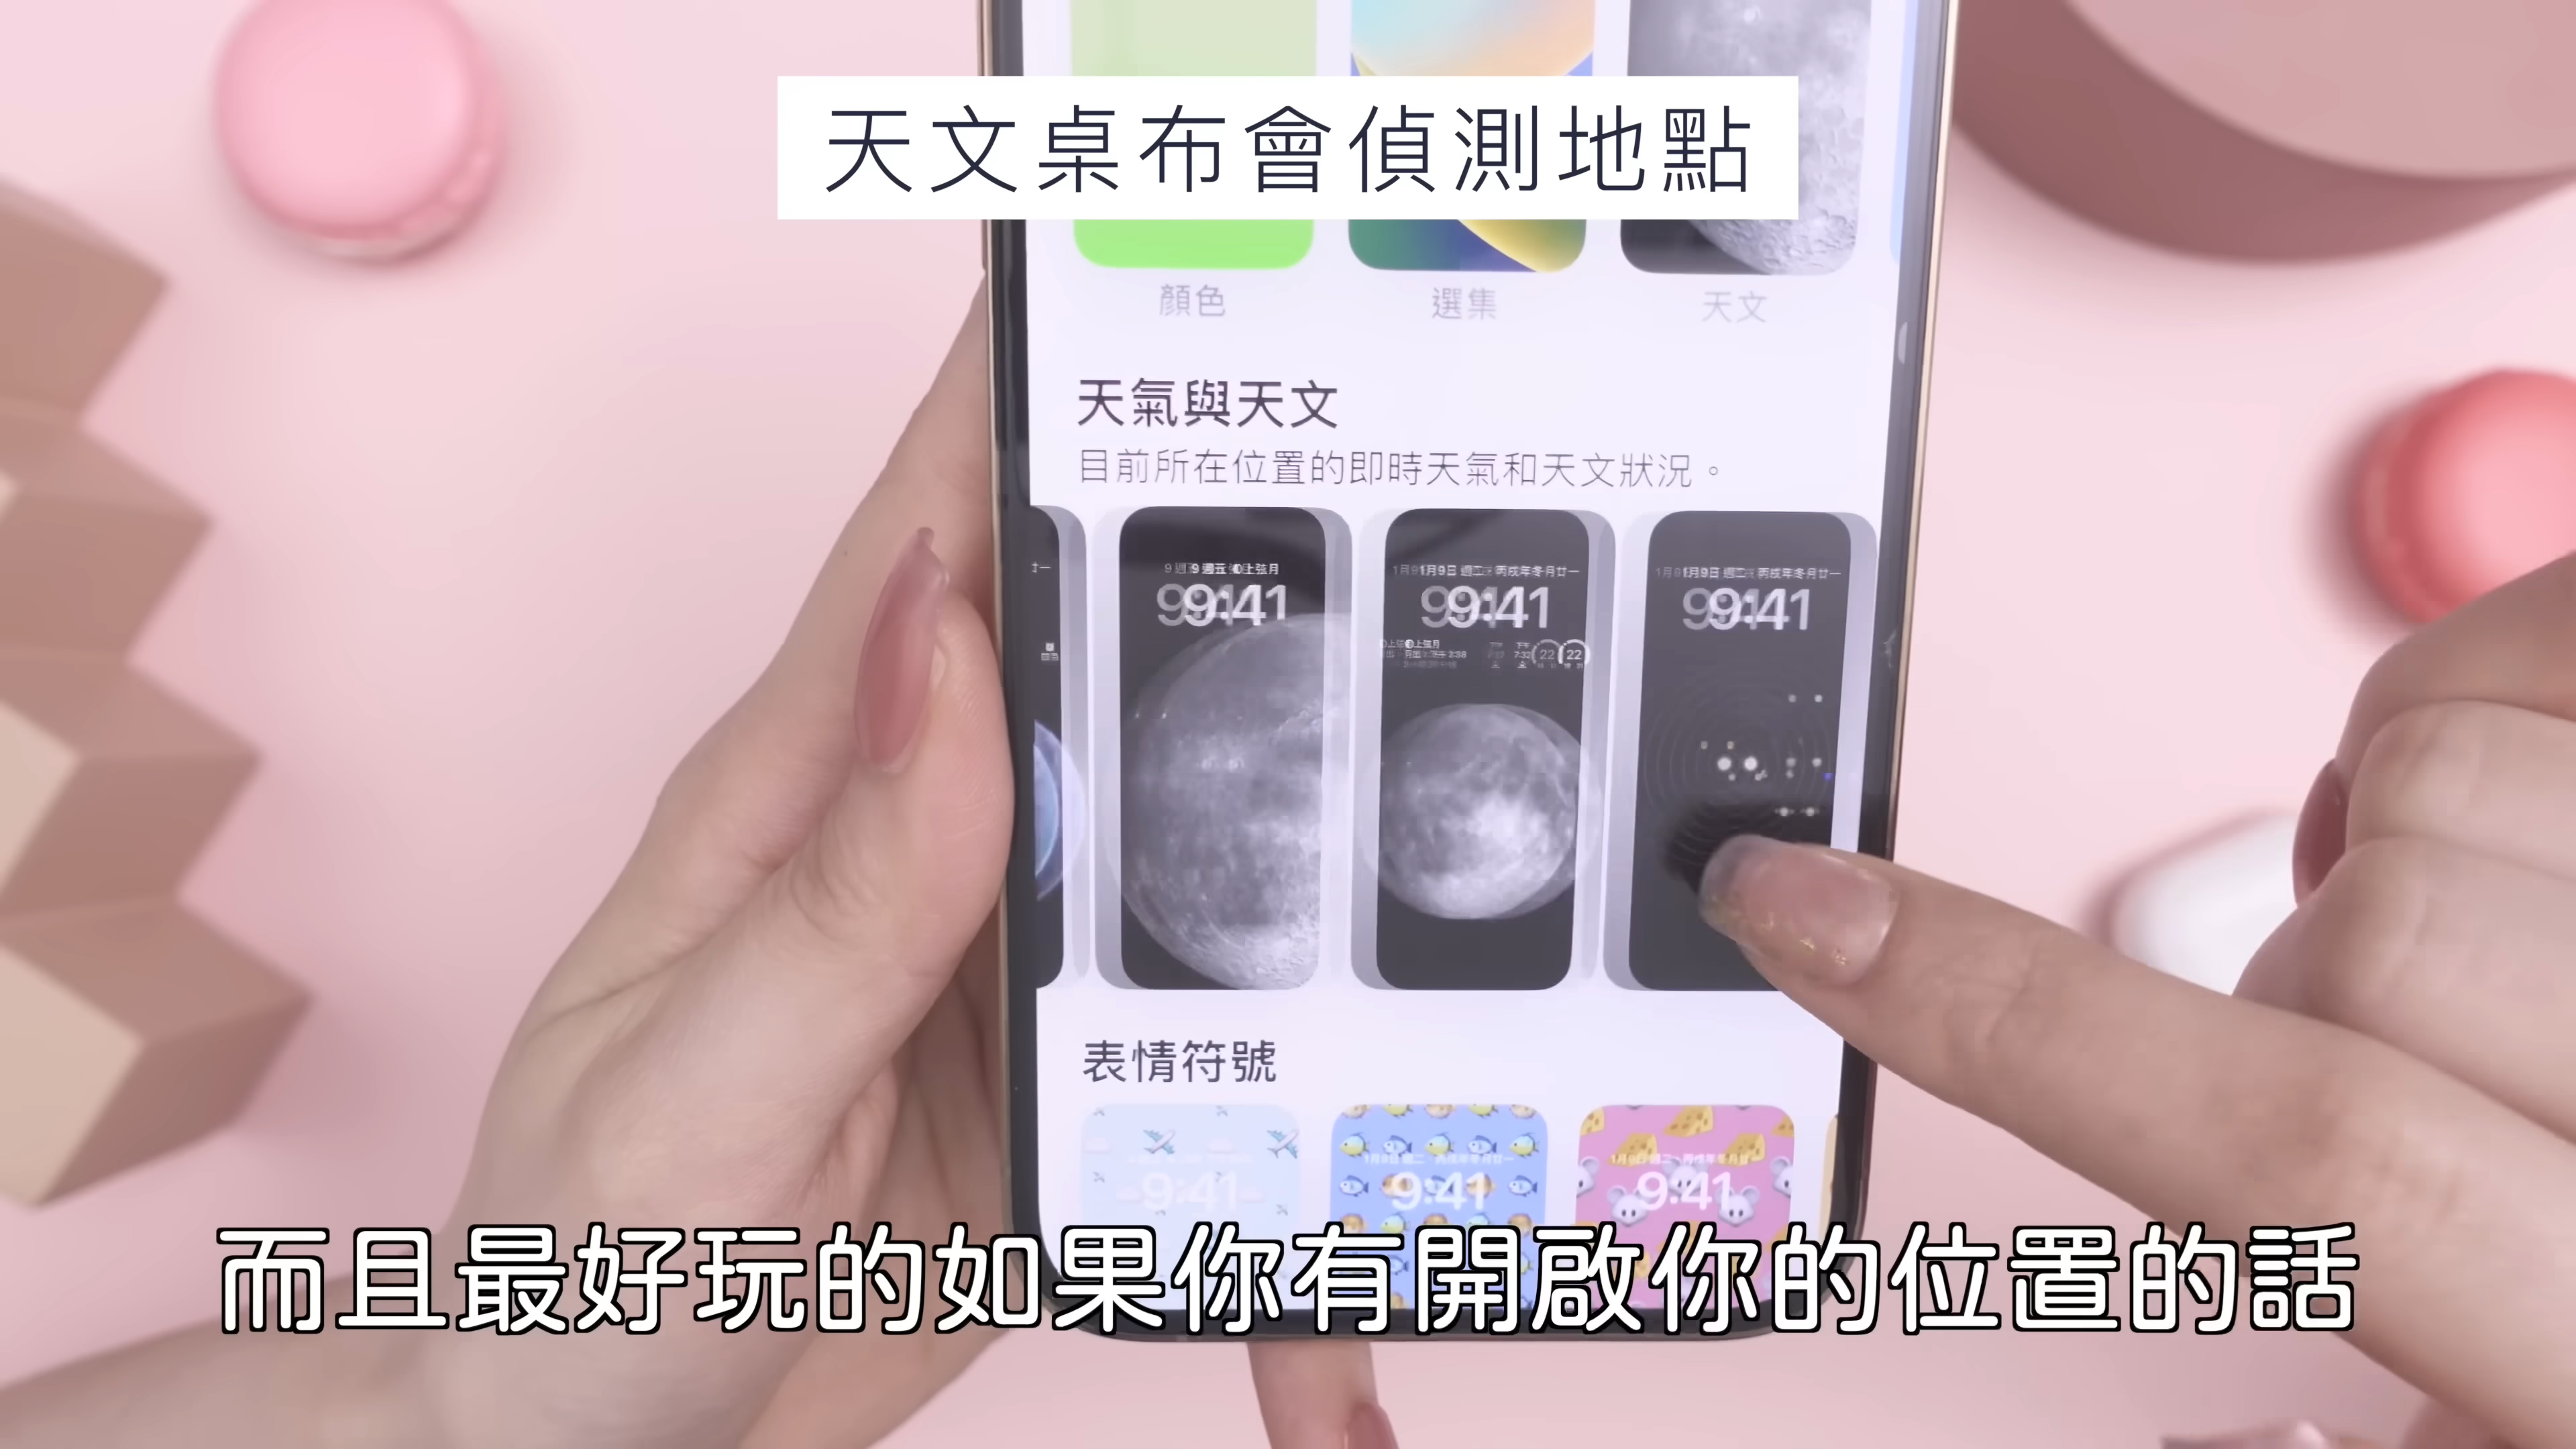 天文桌布會偵測地點
顏色
選集
天文
天氣與天文
目前所在位置的即時天氣和天文狀況。
9:41
9:41
9:41
表情符號
9:41
9:41
9:41
而且最好玩的如果你有開啟你的位置的話